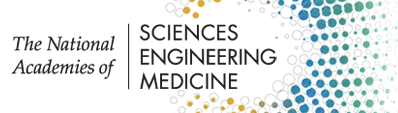 The National
Academies of
SCIENCES
ENGINEERING
MEDICINE